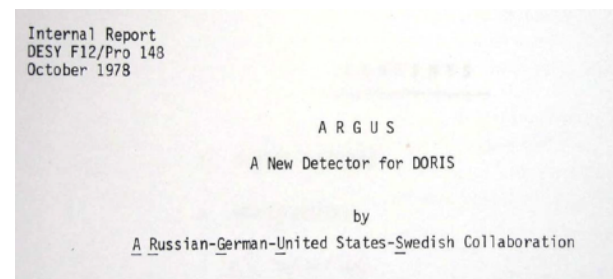 Internal Report
DESY F12/Pro 148
October 1978
A R G U S
A New Detector for DORIS
by
A Russian-German-United States-Swedish Collaboration